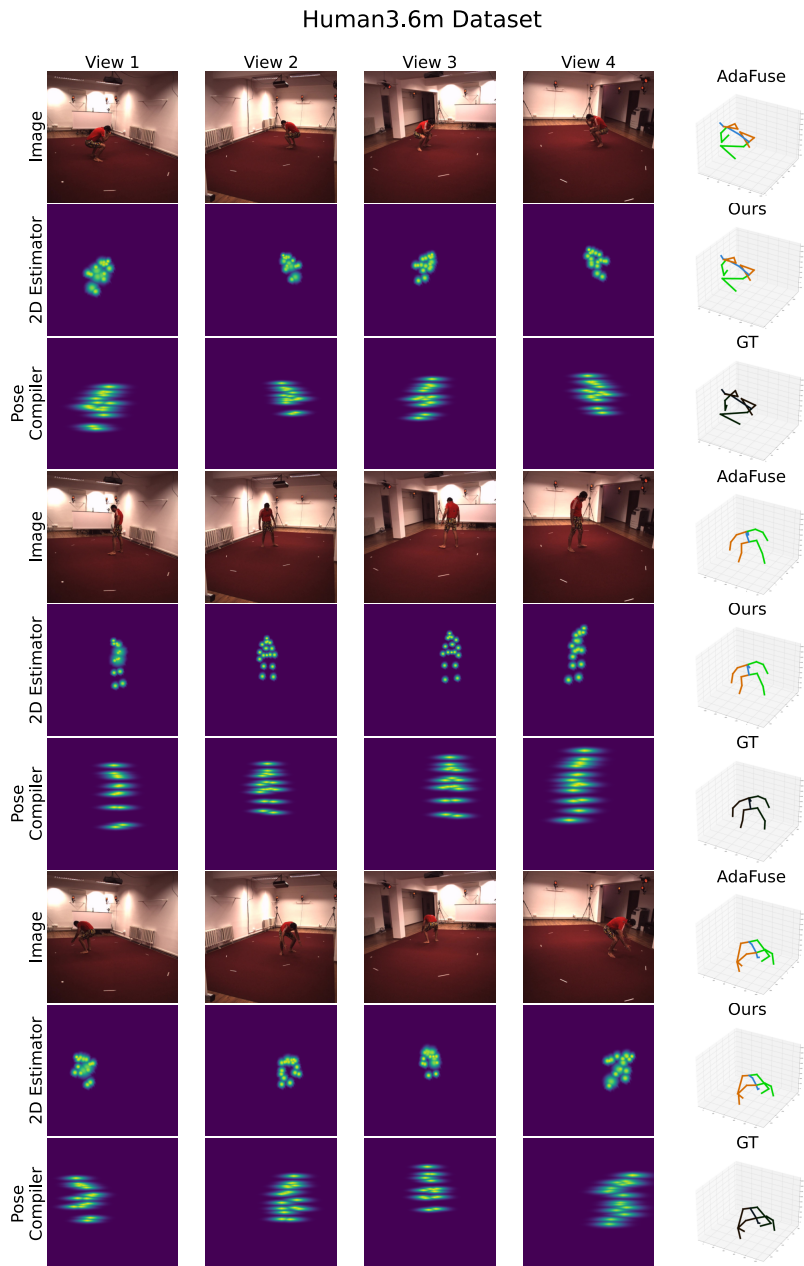 Human3.6m Dataset
View 1
View 2
View 3
View 4
Image
AdaFuse
2D Estimator
Ours
Pose
Compiler
GT
Image
AdaFuse
2D Estimator
Ours
Pose
Compiler
GT
Image
AdaFuse
2D Estimator
Ours
Pose
Compiler
GT